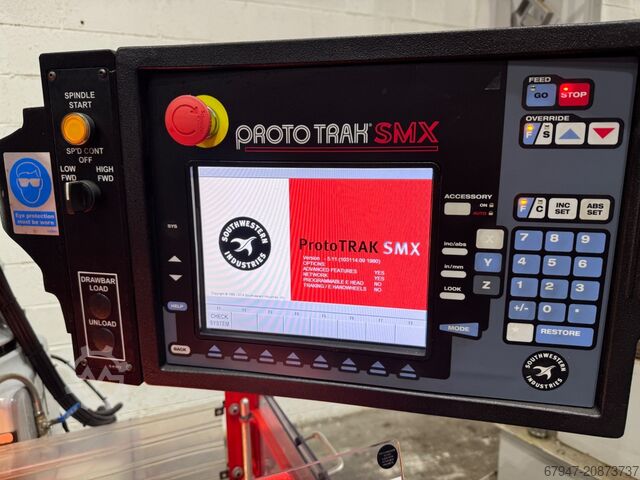 SPINDLE
START
SP'D CONT
OFF
LOW
FWD
HIGH
FWD
Eye protection
must be worn
DRAWBAR
LOAD
UNLOAD
PROTOTRAK SMX
SYS
HELP
BACK
SOUTHWESTERN
INDUSTRIES
ProtoTRAK SMX
OPTIONS
ADVANCED FEATURES YES
NETWORK YES
PROGRAMMABLE E HEAD NO
TRAKING / E HANDWHEELS NO
CHECK
SYSTEM
ACCESSORY
ON
AUTO
inc/abs
in/mm
LOOK
MODE
X
Y
Z
FEED
GO
STOP
OVERRIDE
F
S
F
C
INC
SET
ABS
SET
7
8
9
4
5
6
1
2
3
+/-
0
.
RESTORE
SOUTHWESTERN
INDUSTRIES
67947-20873737